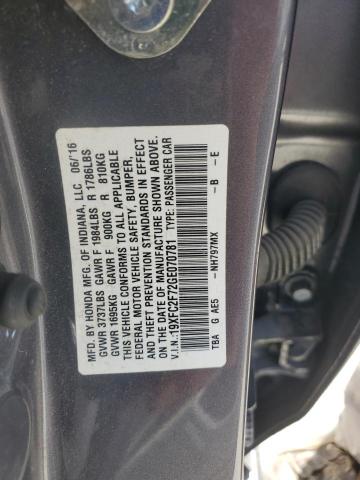 MFD. BY HONDA MFG. OF INDIANA, LLC 06/16
GVWR 3737LBS GAWR F 1984LBS R 1786LBS
GVWR 1695KG GAWR F 900KG R 810KG
THIS VEHICLE CONFORMS TO ALL APPLICABLE
FEDERAL MOTOR VEHICLE SAFETY, BUMPER,
AND THEFT PREVENTION STANDARDS IN EFFECT
ON THE DATE OF MANUFACTURE SHOWN ABOVE.
V.I.N.:19XFC2F72GE070781 TYPE: PASSENGER CAR
TBA G AE5 -NH797MX -B -E